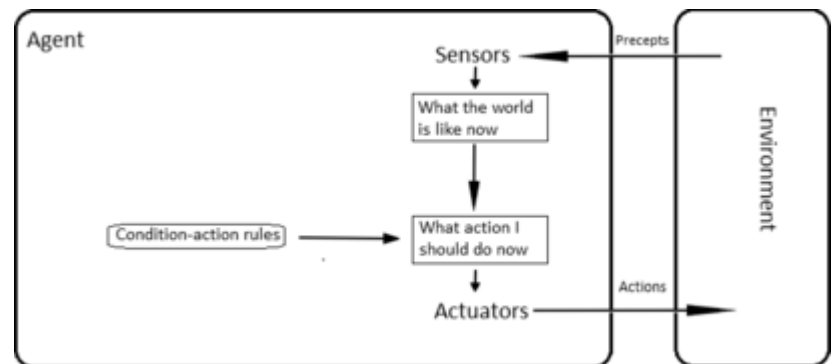 Agent
Precepts
Sensors
What the world
is like now
Environment
Condition-action rules
What action I
should do now
Actions
Actuators